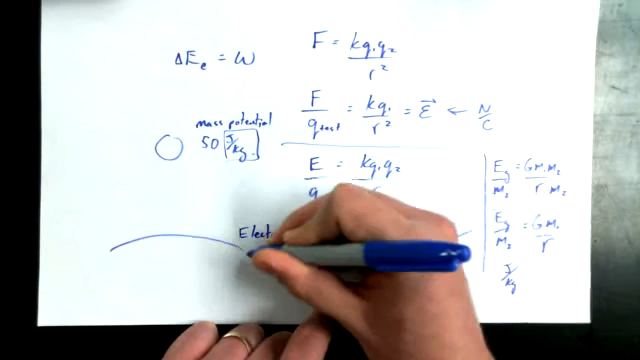 ΔE_e = W
F = kq₁q₂/r²
F/q_test = kq₁/r² = ℇ⃗ ← N/C
mass potential
50 J/kg
E/q = kq₁q₂/r
Elect
E_g/M₂ = GM₁M₂/r M₂
E_g/M₂ = GM₁/r
J/kg